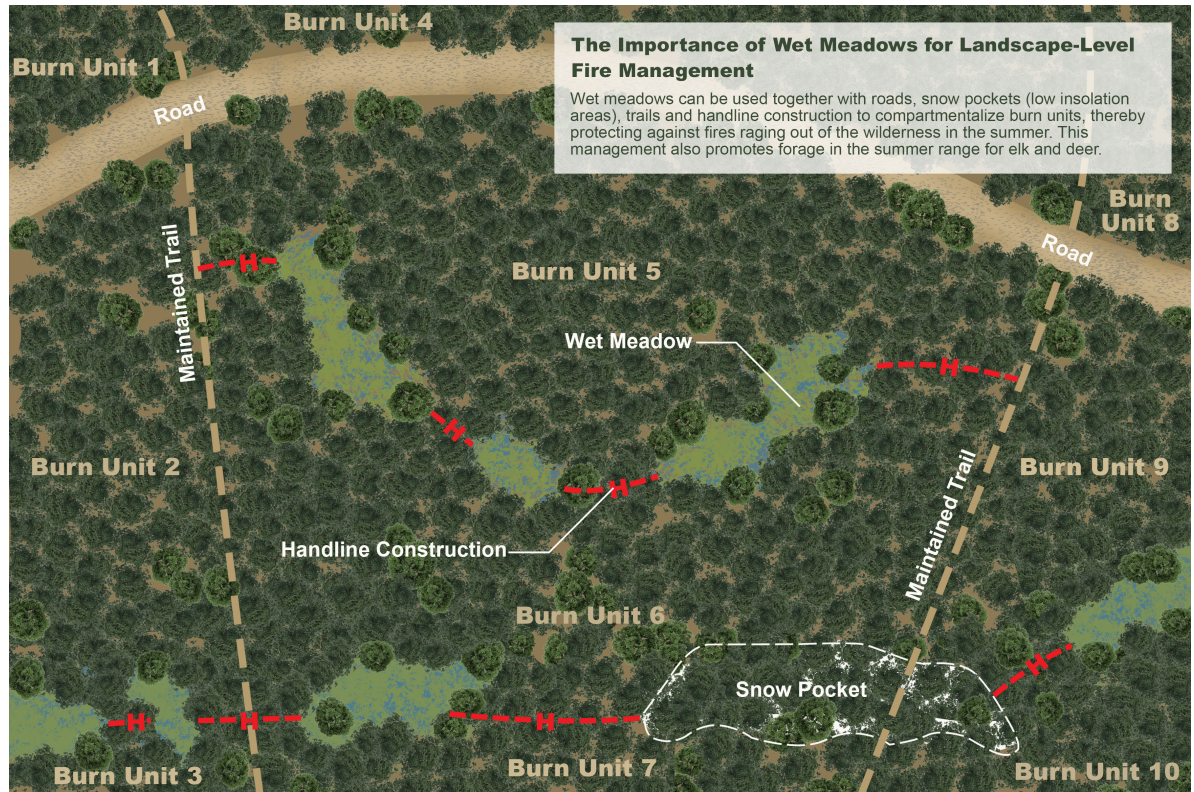 Burn Unit 4
Burn Unit 1
The Importance of Wet Meadows for Landscape-Level
Fire Management
Wet meadows can be used together with roads, snow pockets (low insolation
areas), trails and handline construction to compartmentalize burn units, thereby
protecting against fires raging out of the wilderness in the summer. This
management also promotes forage in the summer range for elk and deer.
Road
Burn
Unit 8
Road
Maintained Trail
H
Burn Unit 5
Wet Meadow
H
H
Burn Unit 2
Burn Unit 9
H
Handline Construction
Maintained Trail
Burn Unit 6
H
Snow Pocket
H
H
H
Burn Unit 3
Burn Unit 7
Burn Unit 10